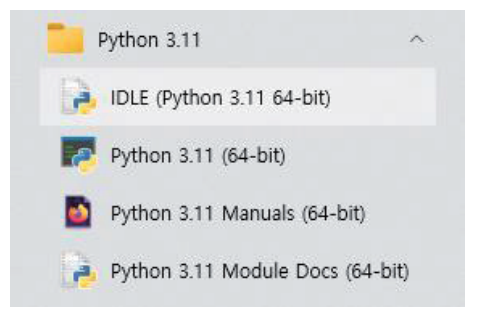 Python 3.11
IDLE (Python 3.11 64-bit)
Python 3.11 (64-bit)
Python 3.11 Manuals (64-bit)
Python 3.11 Module Docs (64-bit)